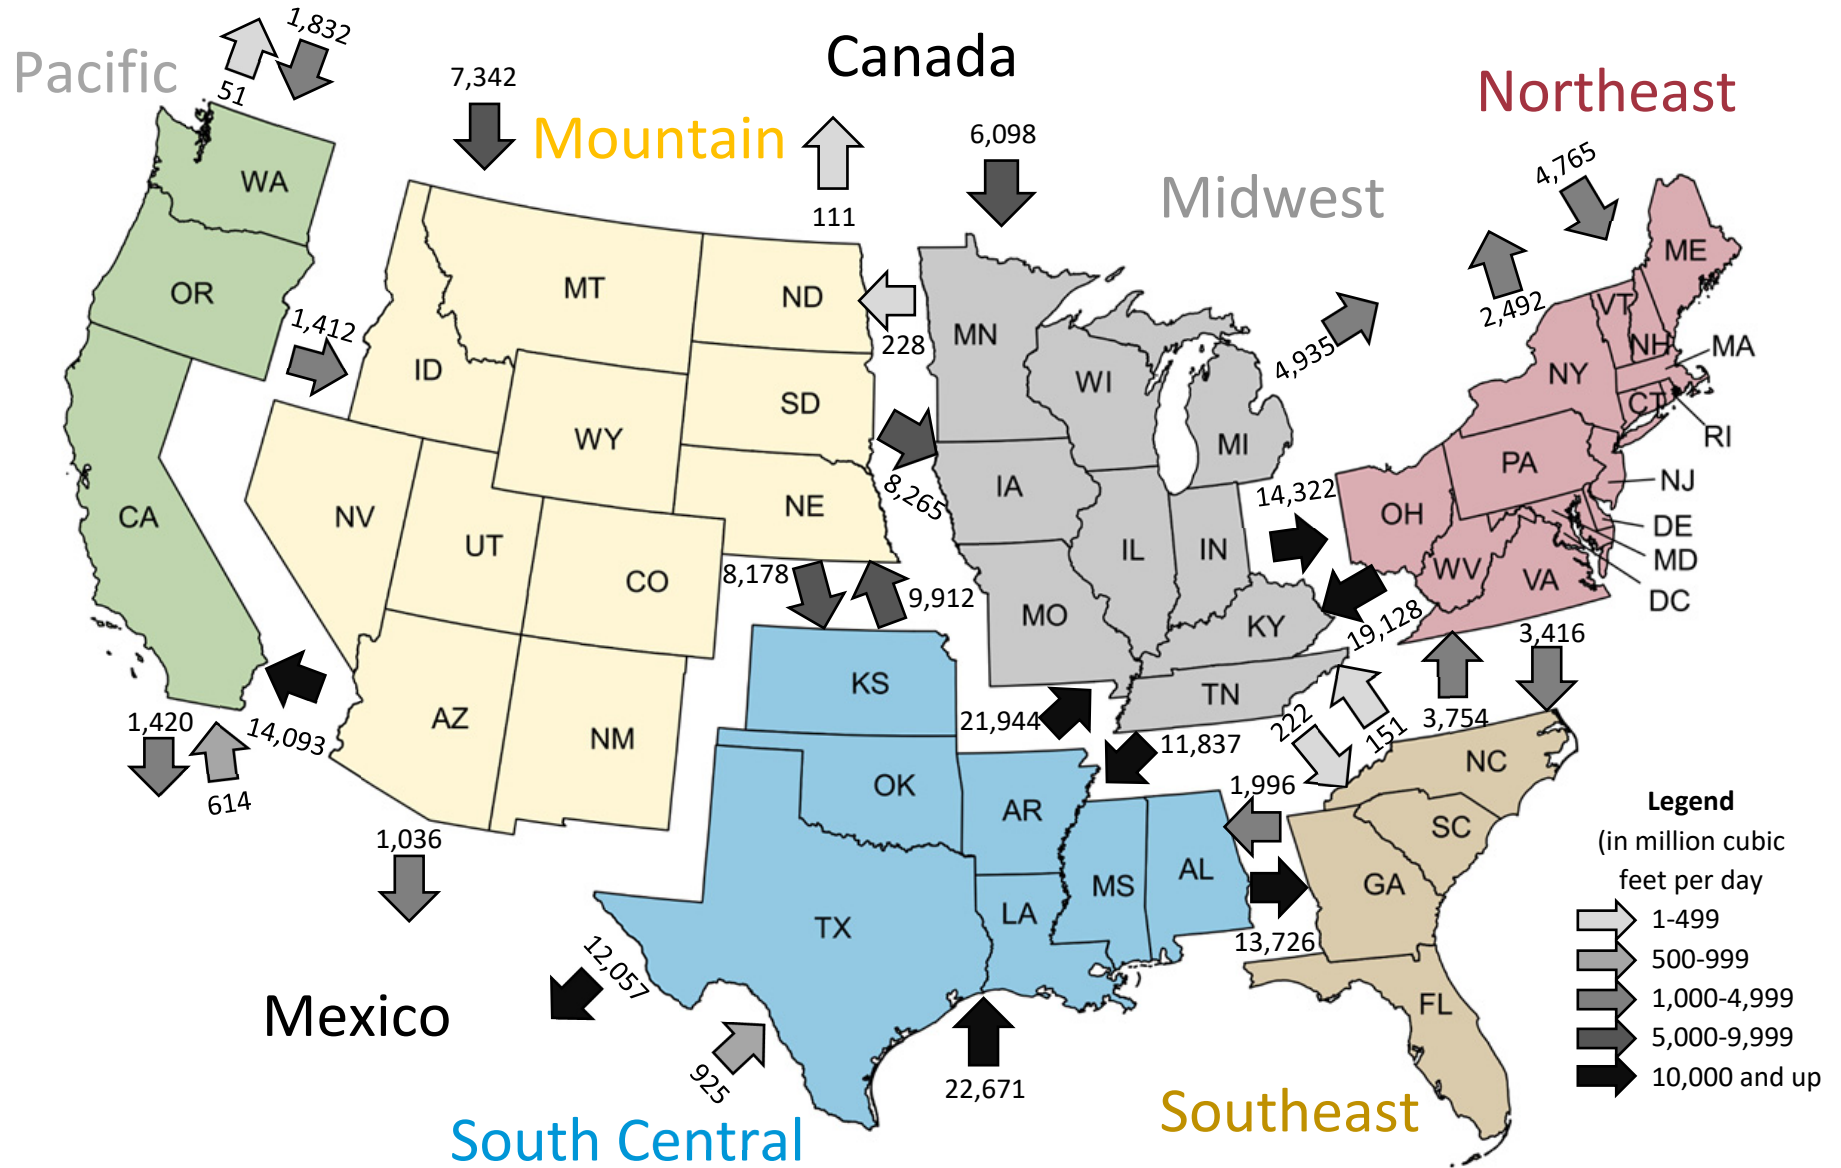 Pacific
1,832
51
7,342
Mountain
Canada
111
6,098
Midwest
Northeast
4,765
2,492
4,935
WA
OR
CA
1,412
MT
ID
WY
ND
SD
NE
NV
UT
CO
AZ
NM
228
8,265
MN
WI
MI
IA
IL
IN
MO
KY
TN
14,322
19,128
ME
VT
NH
MA
NY
CT
RI
PA
NJ
OH
DE
MD
WV
VA
DC
8,178
9,912
KS
OK
TX
AR
LA
MS
AL
21,944
11,837
222
151
3,754
3,416
1,996
13,726
NC
SC
GA
FL
1,420
614
14,093
1,036
12,057
925
22,671
Mexico
South Central
Southeast
Legend
(in million cubic
feet per day
1-499
500-999
1,000-4,999
5,000-9,999
10,000 and up